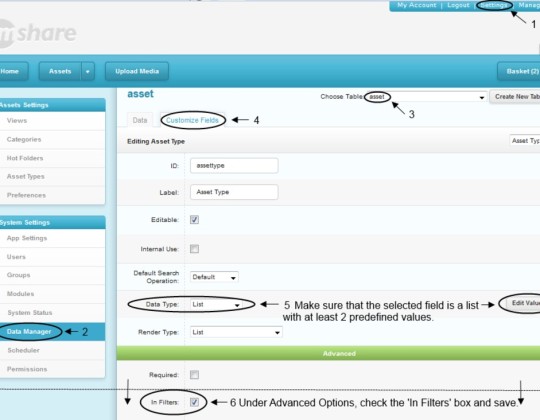 My Account | Logout | Settings
1
share
Home
Assets
Upload Media
Basket (2)
asset
Choose Table:
asset
3
Data
Customize Fields
4
Editing Asset Type
ID:
assettype
Label:
Asset Type
Editable:
Internal Use:
Default Search
Operation:
Default
Data Type:
List
5 Make sure that the selected field is a list
with at least 2 predefined values.
Render Type:
List
Advanced
Required:
In Filters:
6 Under Advanced Options, check the 'In Filters' box and save.
Assets Settings
Views
Categories
Hot Folders
Asset Types
Preferences
System Settings
App Settings
Users
Groups
Modules
System Status
Data Manager
2
Scheduler
Permissions
Create New
Asset
Edit